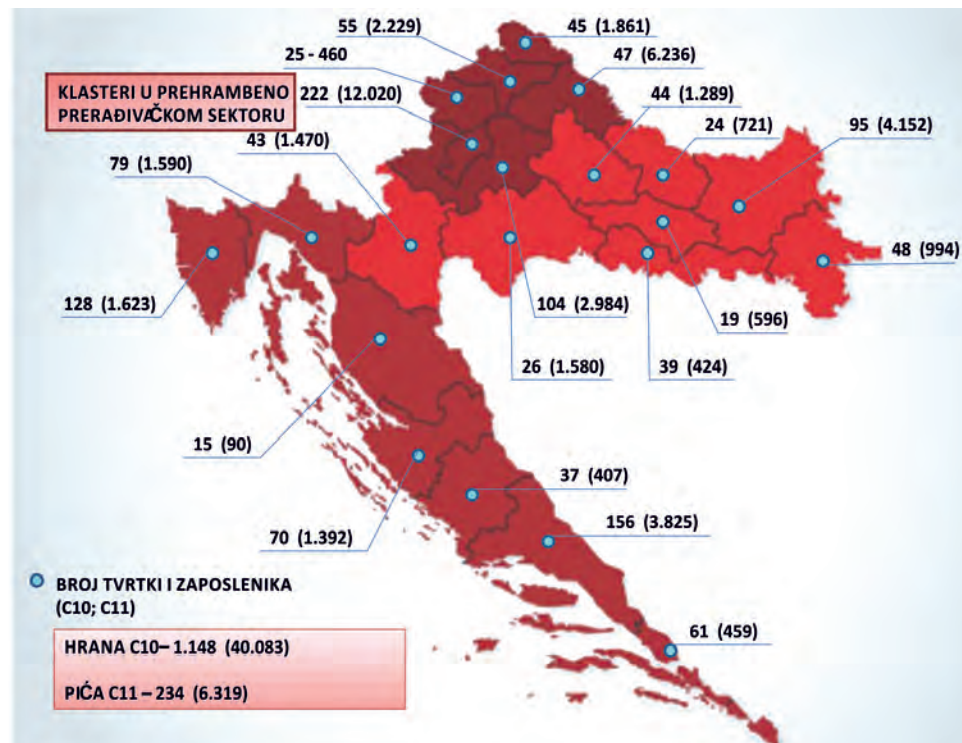 45 (1.861)
55 (2.229)
25 - 460
47 (6.236)
KLASTERI U PREHRAMBENO
PRERAĐIVAČKOM SEKTORU
222 (12.020)
44 (1.289)
24 (721)
95 (4.152)
43 (1.470)
79 (1.590)
48 (994)
128 (1.623)
104 (2.984)
19 (596)
26 (1.580)
39 (424)
15 (90)
37 (407)
156 (3.825)
70 (1.392)
BROJ TVRTKI I ZAPOSLENIKA
(C10; C11)
61 (459)
HRANA C10– 1.148 (40.083)
PIĆA C11 – 234 (6.319)